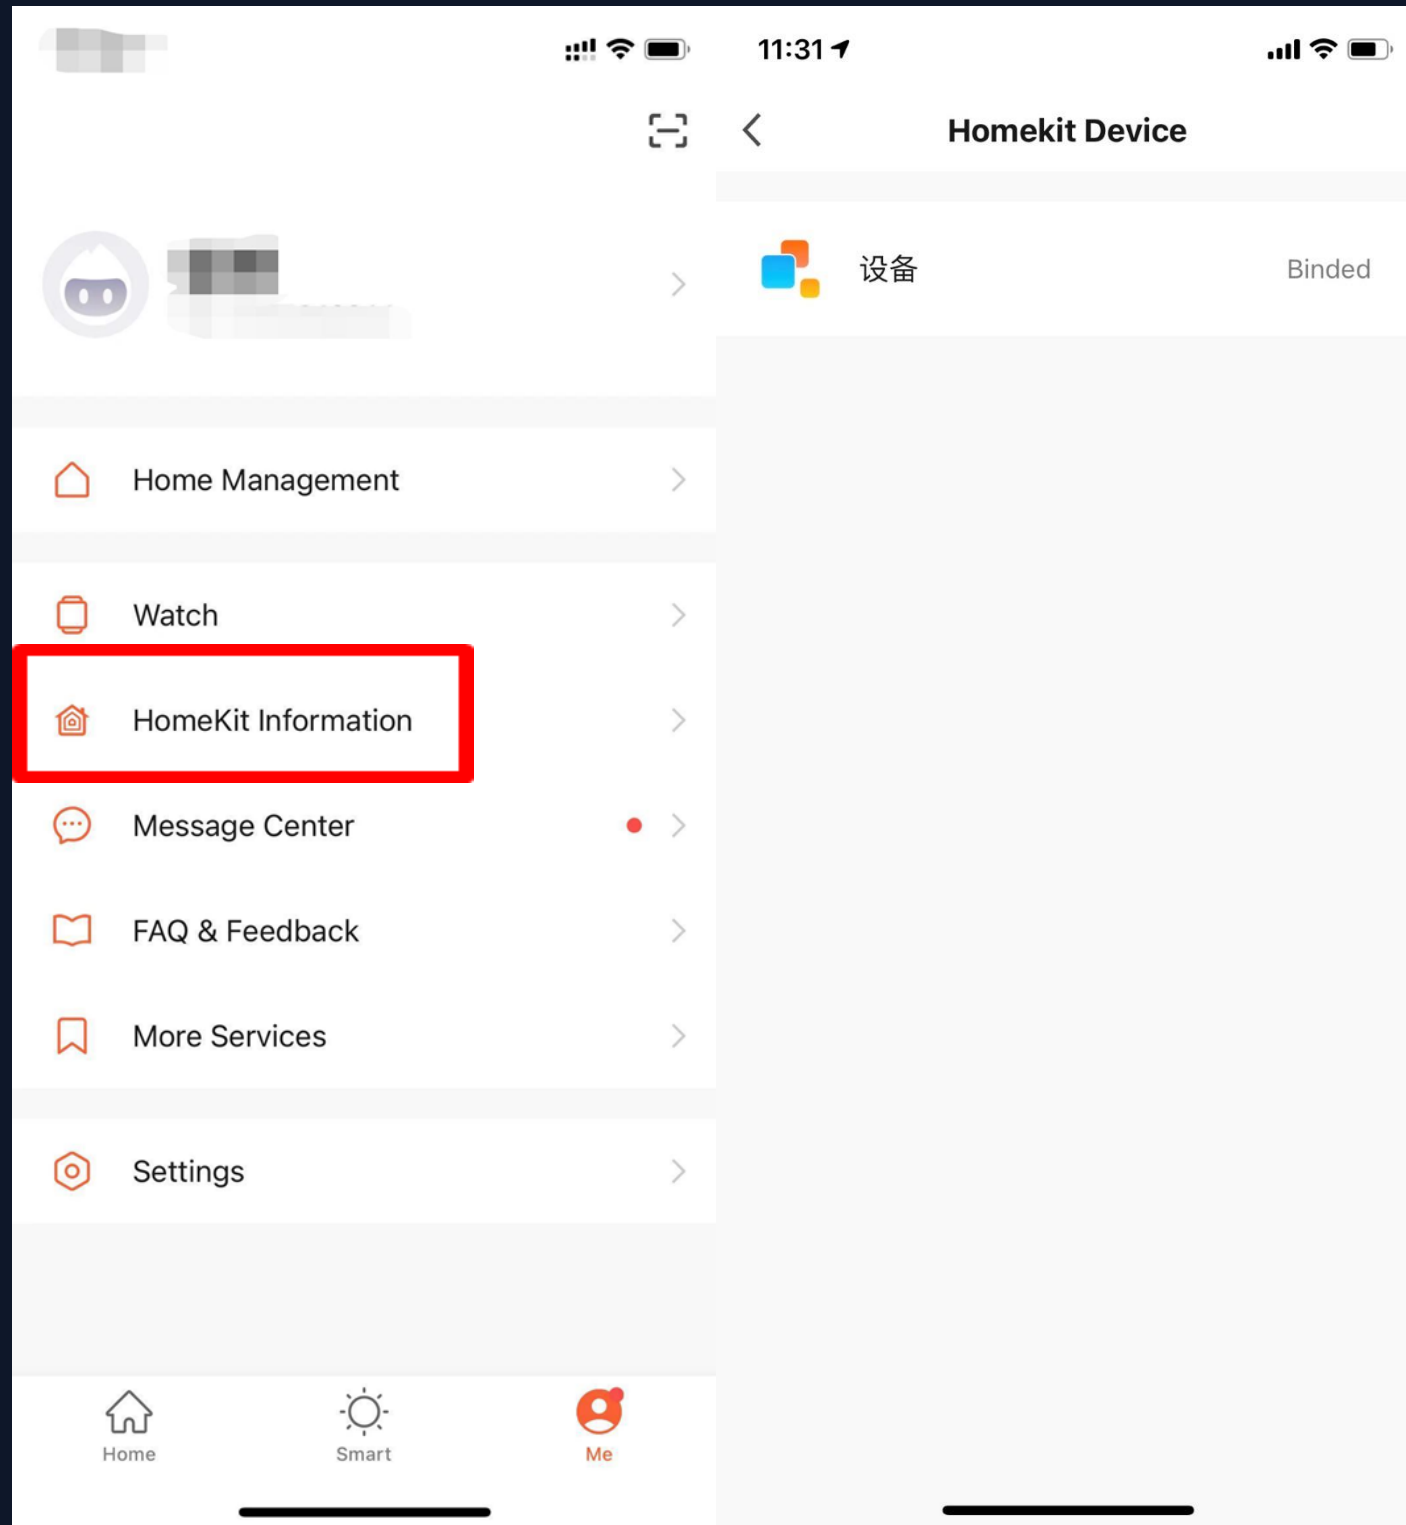 Home Management
Watch
HomeKit Information
Message Center
FAQ & Feedback
More Services
Settings
Home
Smart
Me
11:31
Homekit Device
设备
Binded